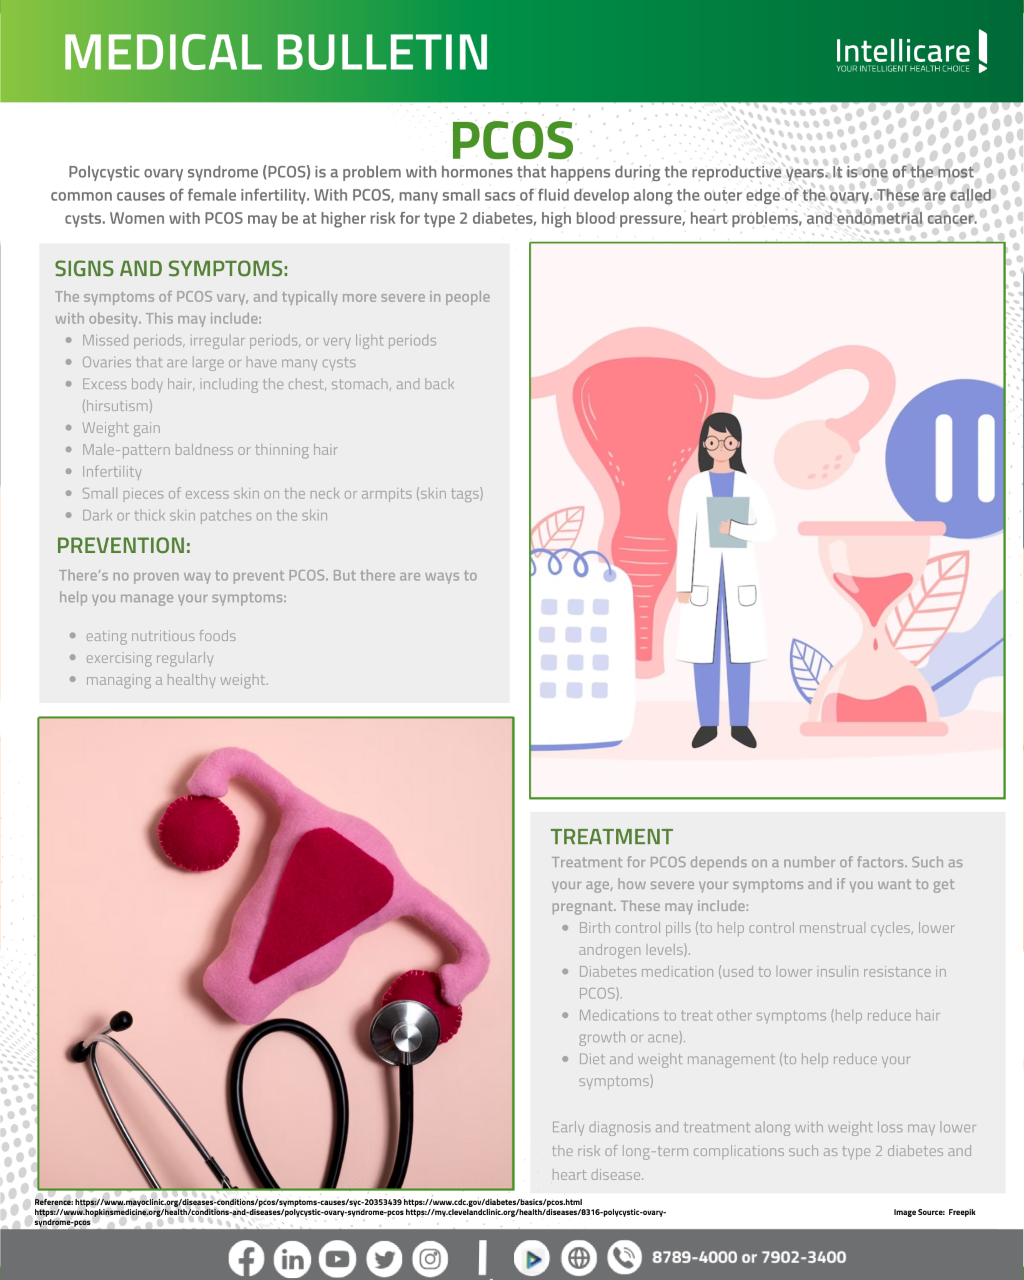 MEDICAL BULLETIN
Intellicare
YOUR INTELLIGENT HEALTH CHOICE
PCOS
Polycystic ovary syndrome (PCOS) is a problem with hormones that happens during the reproductive years. It is one of the most
common causes of female infertility. With PCOS, many small sacs of fluid develop along the outer edge of the ovary. These are called
cysts. Women with PCOS may be at higher risk for type 2 diabetes, high blood pressure, heart problems, and endometrial cancer.
SIGNS AND SYMPTOMS:
The symptoms of PCOS vary, and typically more severe in people
with obesity. This may include:
• Missed periods, irregular periods, or very light periods
• Ovaries that are large or have many cysts
• Excess body hair, including the chest, stomach, and back
(hirsutism)
• Weight gain
• Male-pattern baldness or thinning hair
• Infertility
• Small pieces of excess skin on the neck or armpits (skin tags)
• Dark or thick skin patches on the skin
PREVENTION:
There's no proven way to prevent PCOS. But there are ways to
help you manage your symptoms:
• eating nutritious foods
• exercising regularly
• managing a healthy weight.
TREATMENT
Treatment for PCOS depends on a number of factors. Such as
your age, how severe your symptoms and if you want to get
pregnant. These may include:
• Birth control pills (to help control menstrual cycles, lower
androgen levels).
• Diabetes medication (used to lower insulin resistance in
PCOS).
• Medications to treat other symptoms (help reduce hair
growth or acne).
• Diet and weight management (to help reduce your
symptoms)
Early diagnosis and treatment along with weight loss may lower
the risk of long-term complications such as type 2 diabetes and
heart disease.
Reference: https://www.mayoclinic.org/diseases-conditions/pcos/symptoms-causes/syc-20353439 https://www.cdc.gov/diabetes/basics/pcos.html
https://www.hopkinsmedicine.org/health/conditions-and-diseases/polycystic-ovary-syndrome-pcos https://my.clevelandclinic.org/health/diseases/8316-polycystic-ovary-
syndrome-pcos
Image Source: Freepik
8789-4000 or 7902-3400